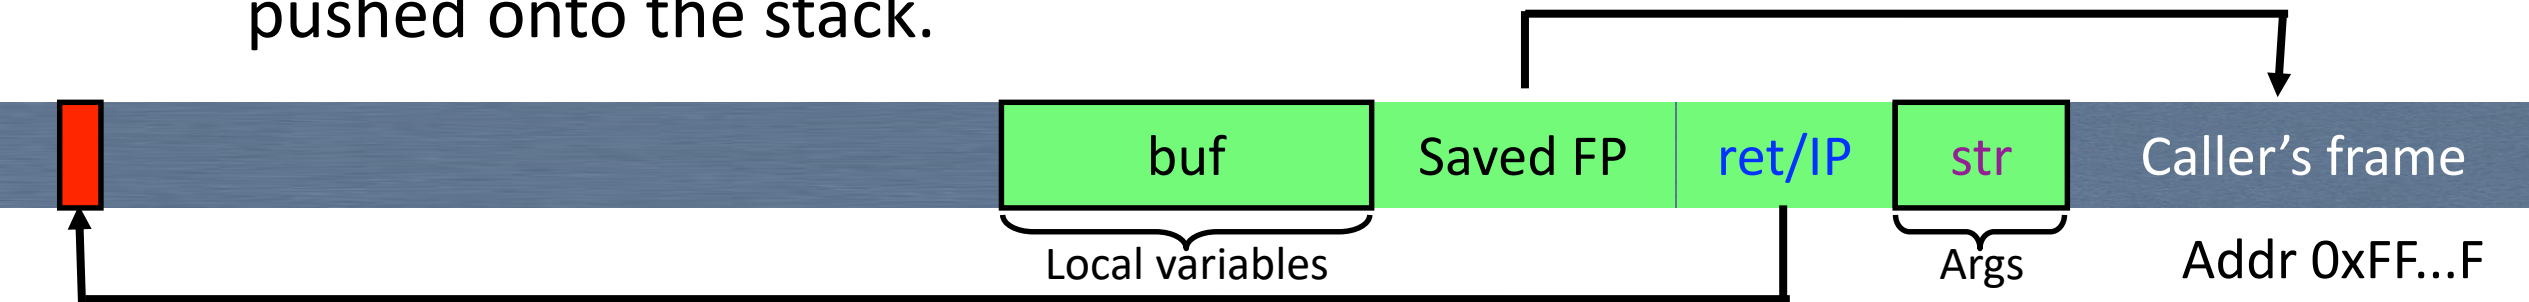 pushed onto the stack.
buf
Saved FP
ret/IP
str
Caller’s frame
Local variables
Args
Addr 0xFF...F